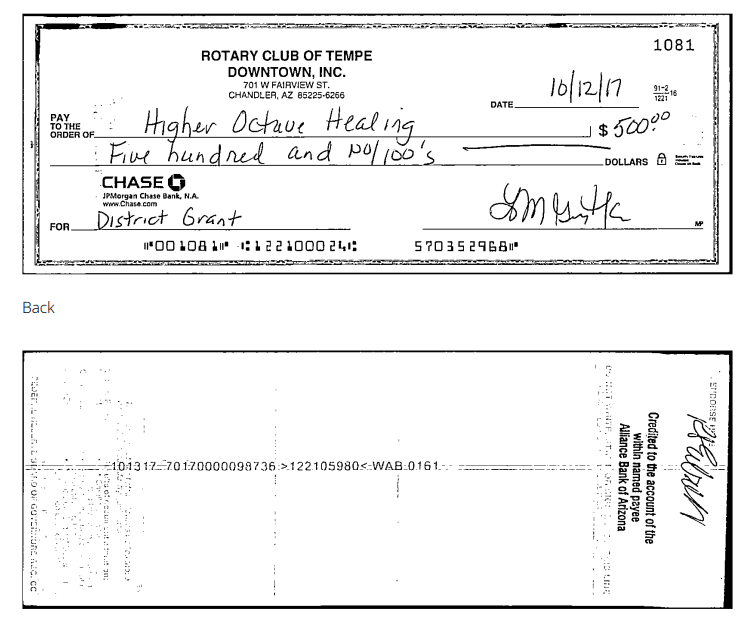 1081
ROTARY CLUB OF TEMPE
DOWNTOWN, INC.
701 W FAIRVIEW ST.
CHANDLER, AZ 85225-6266
DATE 10/12/17
91-2 16
1221
PAY
TO THE
ORDER OF Higher Octave Healing $ 500.00
Five hundred and no/100's DOLLARS
CHASE
JPMorgan Chase Bank, N.A.
www.Chase.com
FOR District Grant
MP
⑈001081⑈ ⑆122100024⑆ 570352968⑈
Back
ENDORSE HERE
Credited to the account of the
within named payee
Alliance Bank of Arizona
101317 70170000098736 >122105980< WAB 0161